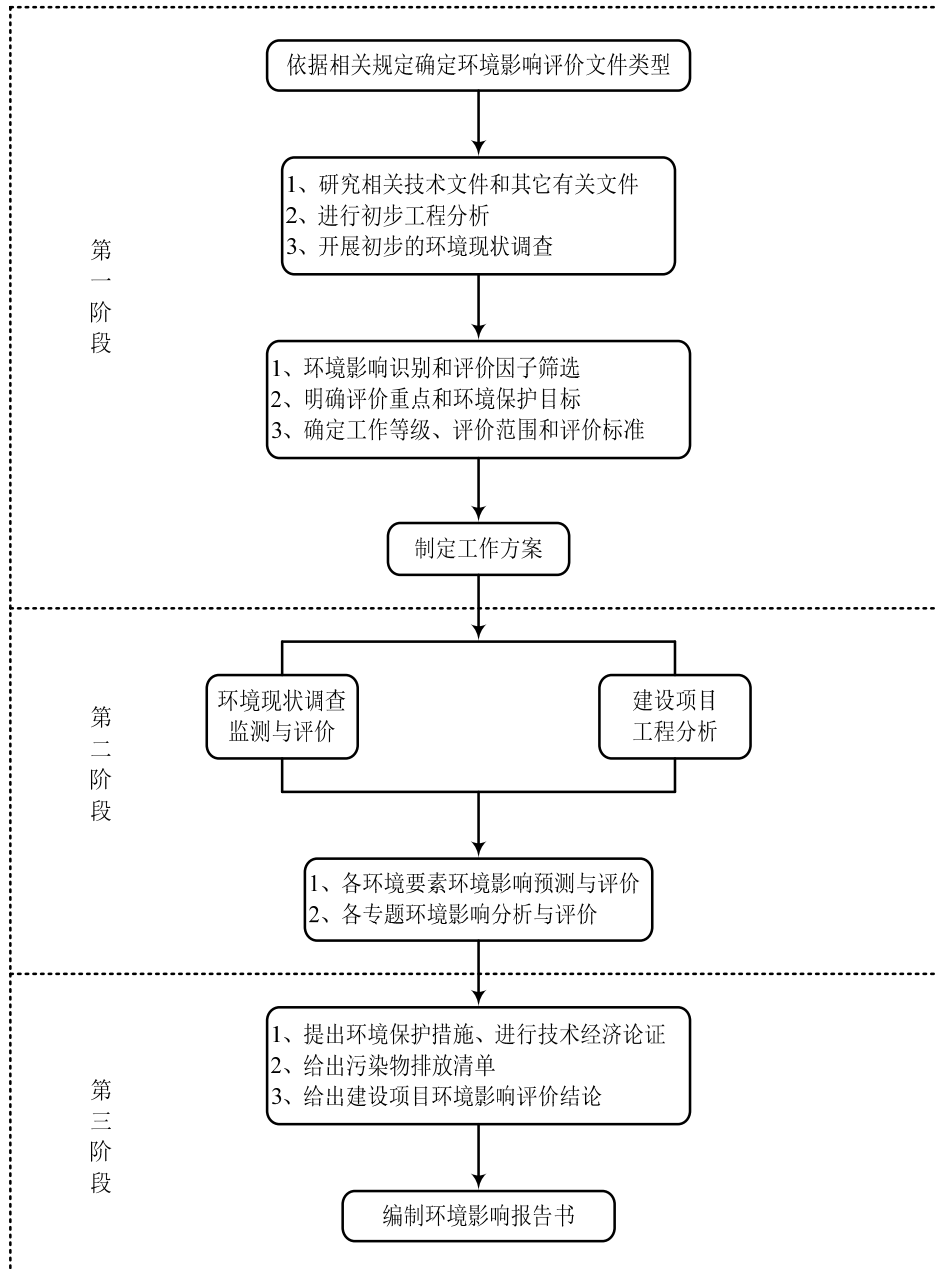 依据相关规定确定环境影响评价文件类型
1、研究相关技术文件和其它有关文件
2、进行初步工程分析
3、开展初步的环境现状调查
第
一
阶
段
1、环境影响识别和评价因子筛选
2、明确评价重点和环境保护目标
3、确定工作等级、评价范围和评价标准
制定工作方案
第
二
阶
段
环境现状调查
监测与评价
建设项目
工程分析
1、各环境要素环境影响预测与评价
2、各专题环境影响分析与评价
第
三
阶
段
1、提出环境保护措施、进行技术经济论证
2、给出污染物排放清单
3、给出建设项目环境影响评价结论
编制环境影响报告书